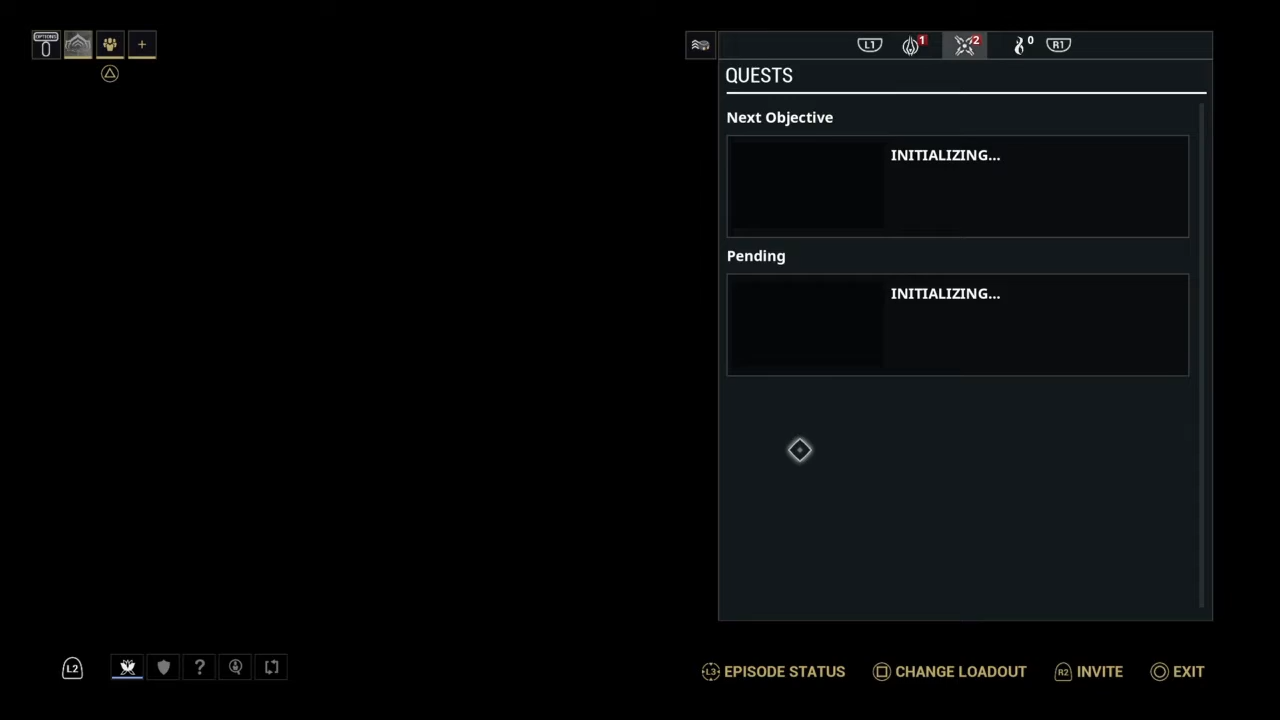 OPTIONS
L1
1
2
0
R1
QUESTS
Next Objective
INITIALIZING...
Pending
INITIALIZING...
L2
?
L3 EPISODE STATUS
CHANGE LOADOUT
R2 INVITE
EXIT